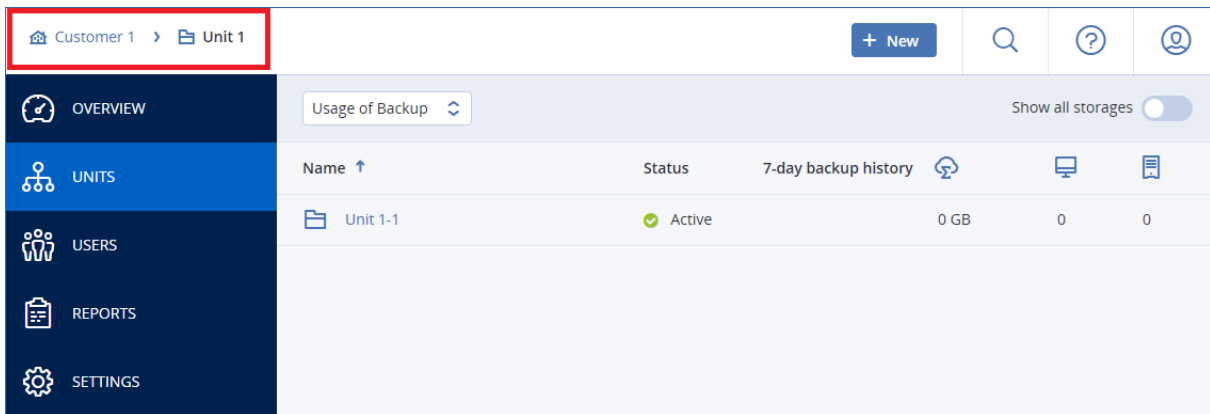 Customer 1 > Unit 1
+ New
OVERVIEW
UNITS
USERS
REPORTS
SETTINGS
Usage of Backup
Show all storages
Name ↑ Status 7-day backup history
Unit 1-1 Active 0 GB 0 0